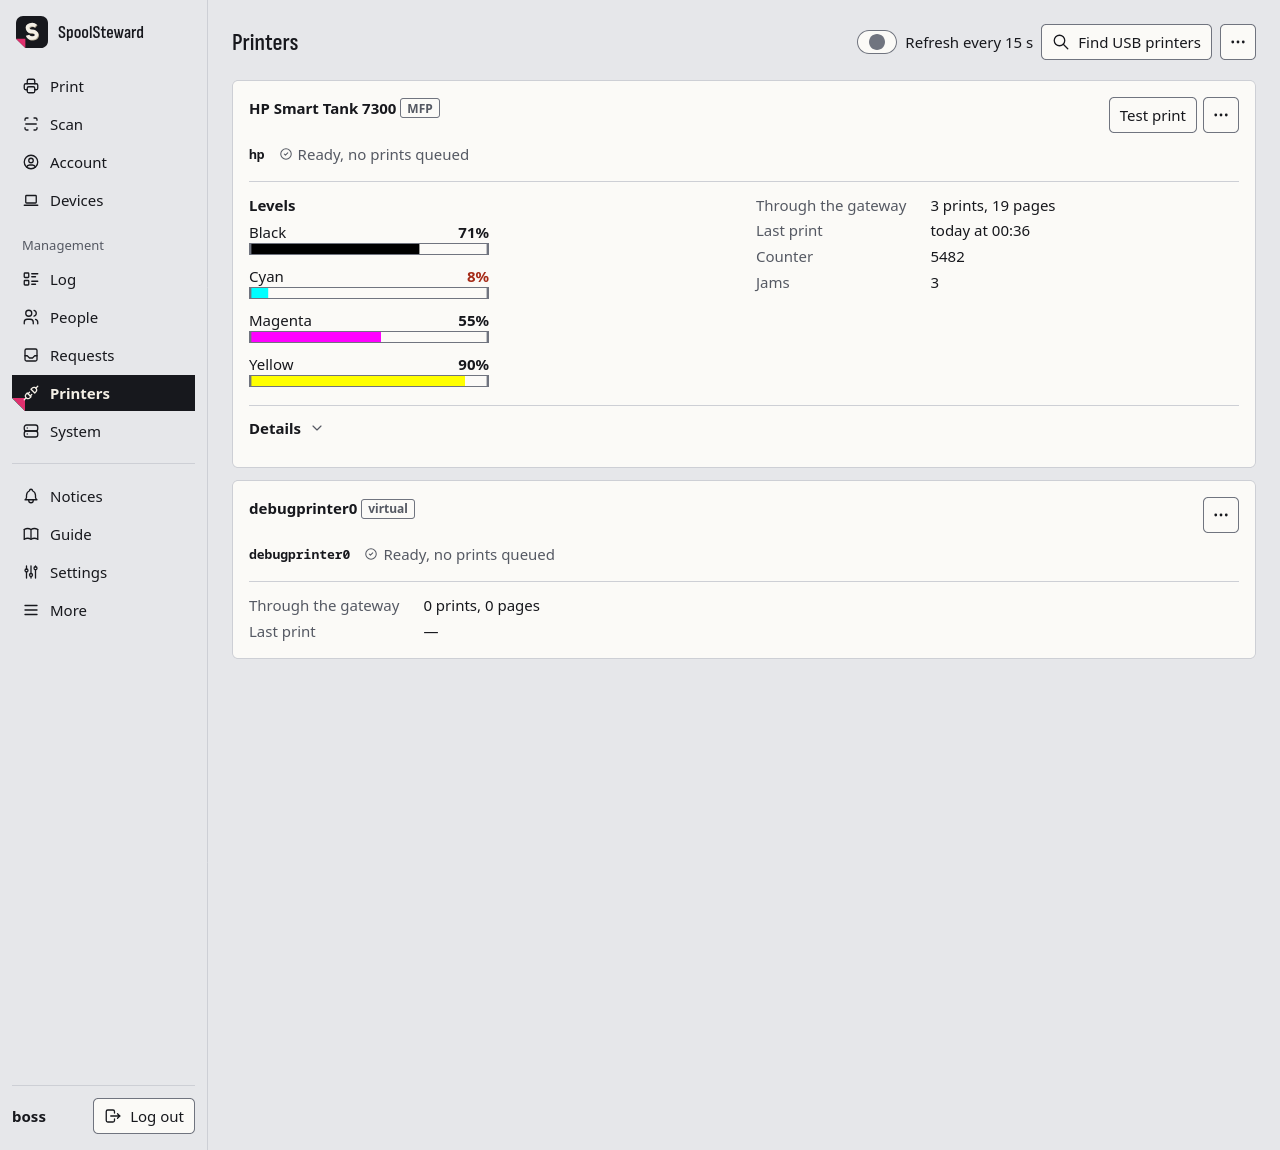 SpoolSteward
Print
Scan
Account
Devices
Management
Log
People
Requests
Printers
System
Notices
Guide
Settings
More
boss
Log out
Printers
Refresh every 15 s
Find USB printers
HP Smart Tank 7300 MFP
Test print
hp Ready, no prints queued
Levels
Black 71%
Cyan 8%
Magenta 55%
Yellow 90%
Through the gateway 3 prints, 19 pages
Last print today at 00:36
Counter 5482
Jams 3
Details
debugprinter0 virtual
debugprinter0 Ready, no prints queued
Through the gateway 0 prints, 0 pages
Last print —